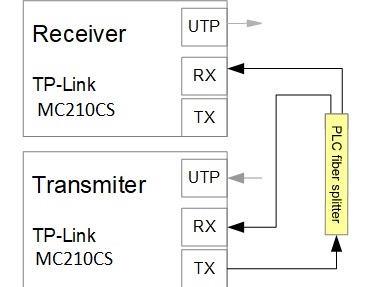 Receiver
UTP
RX
TP-Link
MC210CS
TX
PLC fiber splitter
Transmiter
UTP
RX
TP-Link
MC210CS
TX